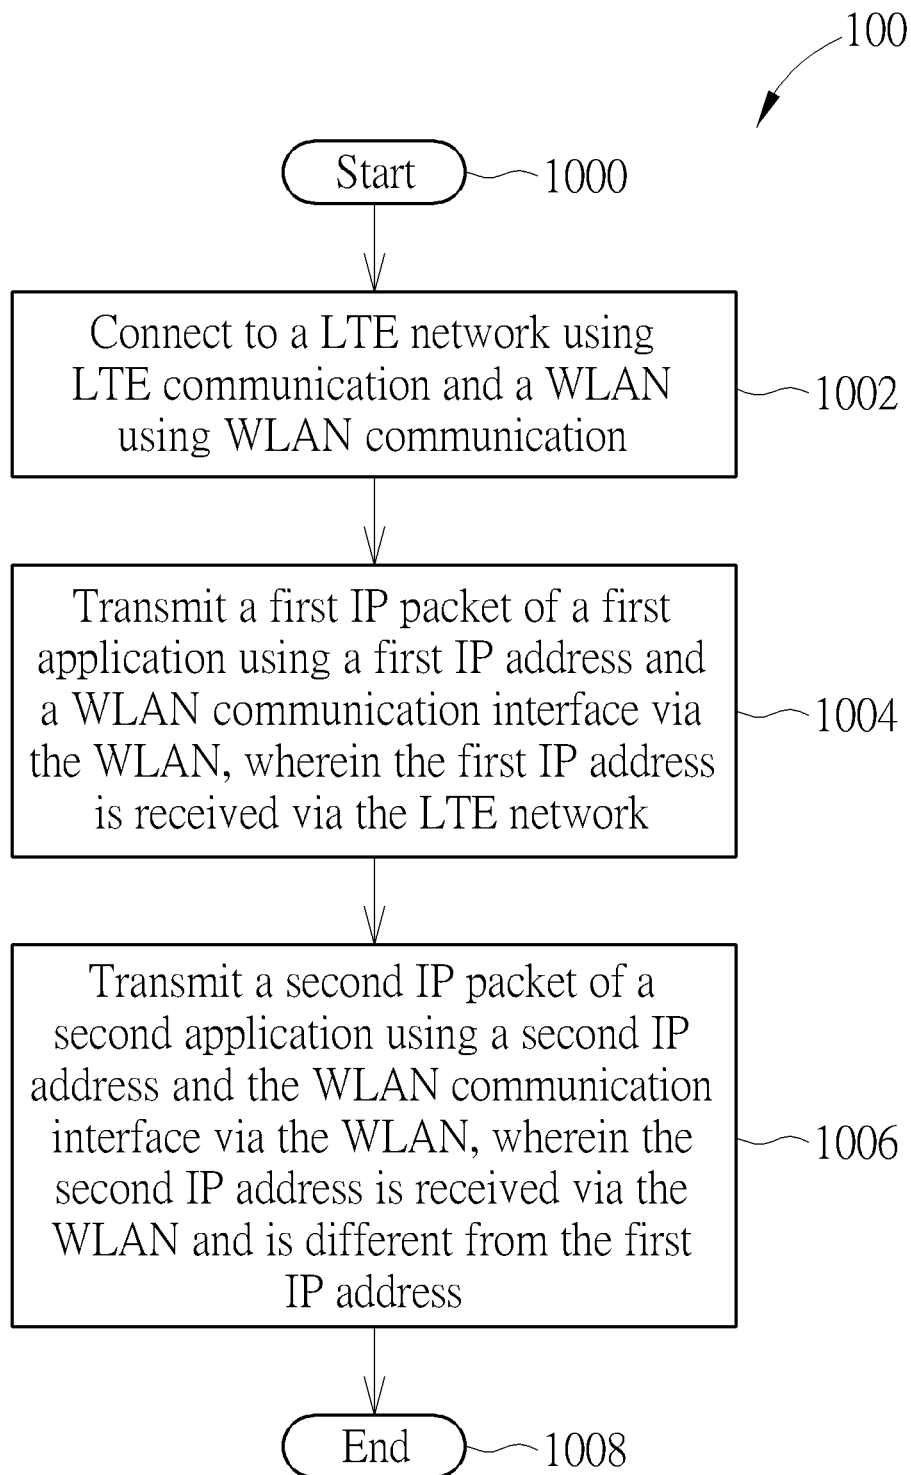 100
Start
1000
Connect to a LTE network using
LTE communication and a WLAN
using WLAN communication
1002
Transmit a first IP packet of a first
application using a first IP address and
a WLAN communication interface via
the WLAN, wherein the first IP address
is received via the LTE network
1004
Transmit a second IP packet of a
second application using a second IP
address and the WLAN communication
interface via the WLAN, wherein the
second IP address is received via the
WLAN and is different from the first
IP address
1006
End
1008